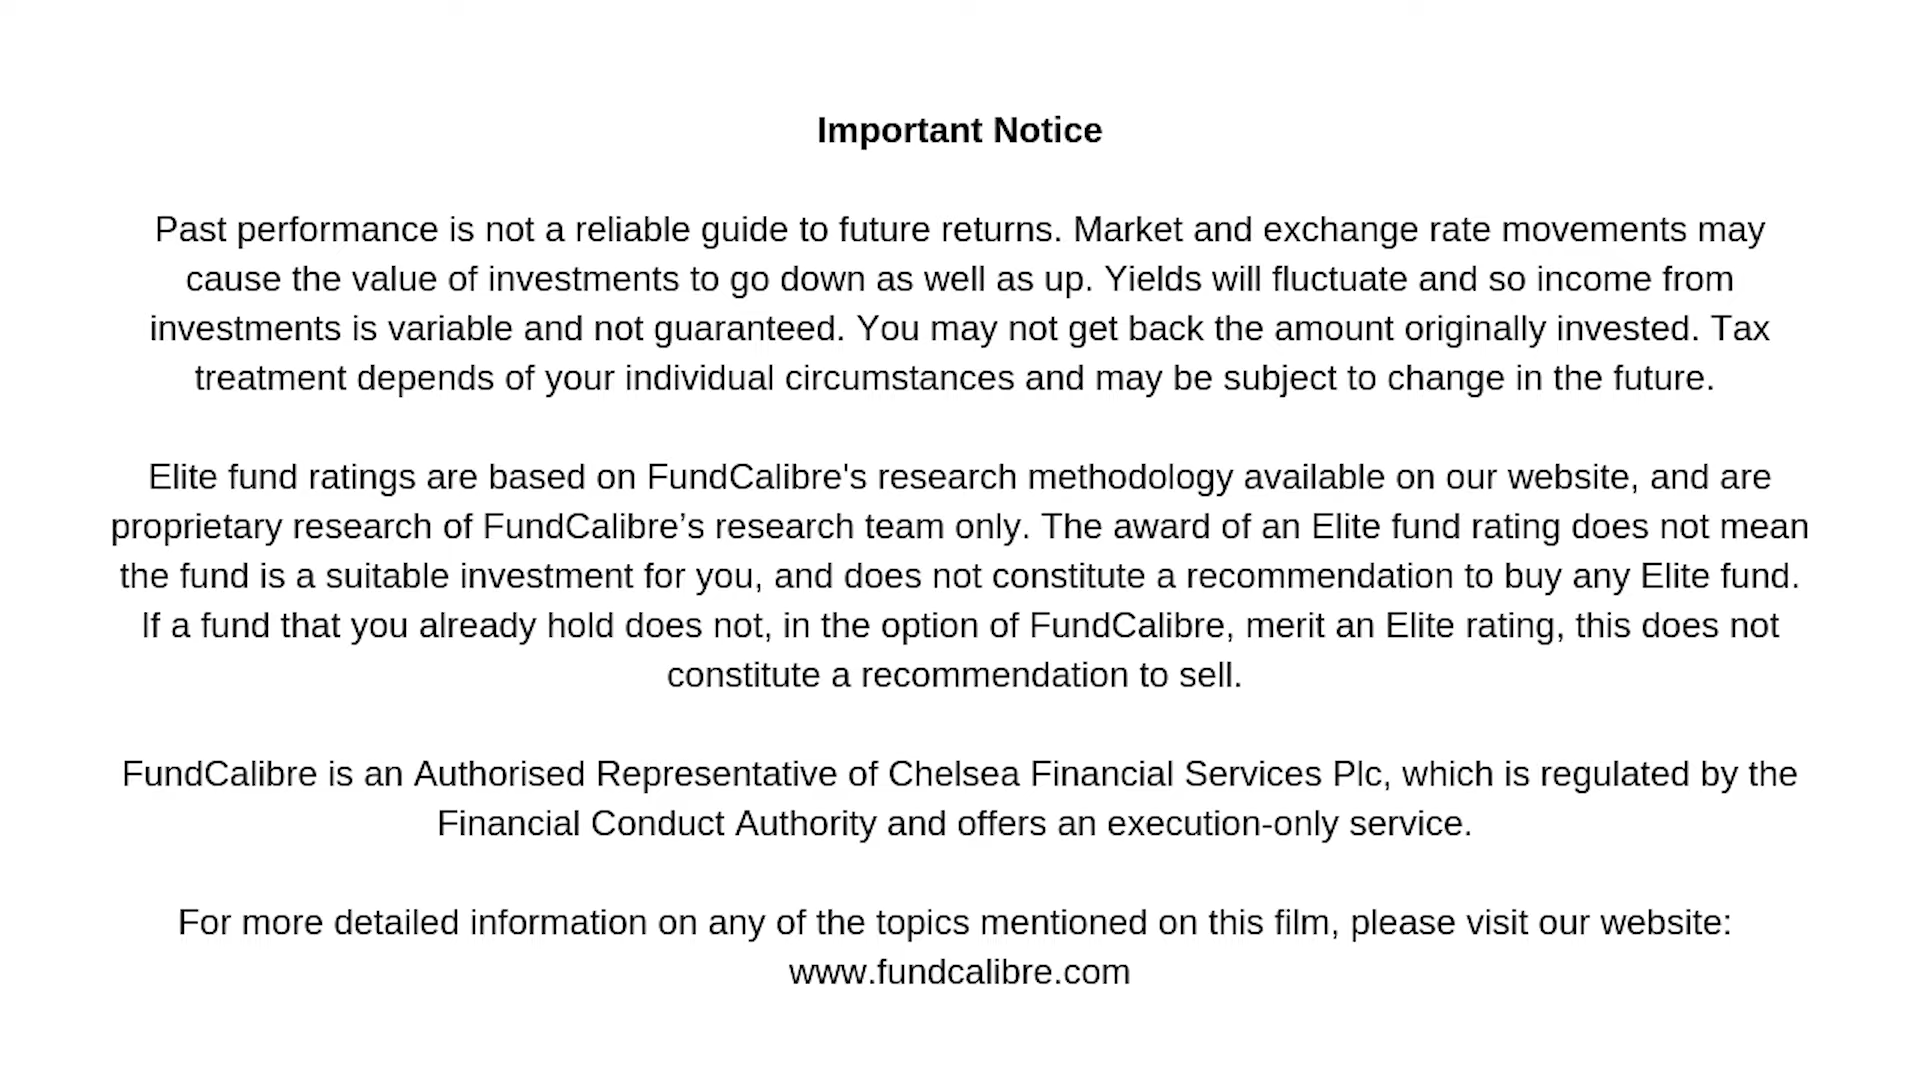 Important Notice
Past performance is not a reliable guide to future returns. Market and exchange rate movements may
cause the value of investments to go down as well as up. Yields will fluctuate and so income from
investments is variable and not guaranteed. You may not get back the amount originally invested. Tax
treatment depends of your individual circumstances and may be subject to change in the future.
Elite fund ratings are based on FundCalibre's research methodology available on our website, and are
proprietary research of FundCalibre’s research team only. The award of an Elite fund rating does not mean
the fund is a suitable investment for you, and does not constitute a recommendation to buy any Elite fund.
If a fund that you already hold does not, in the option of FundCalibre, merit an Elite rating, this does not
constitute a recommendation to sell.
FundCalibre is an Authorised Representative of Chelsea Financial Services Plc, which is regulated by the
Financial Conduct Authority and offers an execution-only service.
For more detailed information on any of the topics mentioned on this film, please visit our website:
www.fundcalibre.com